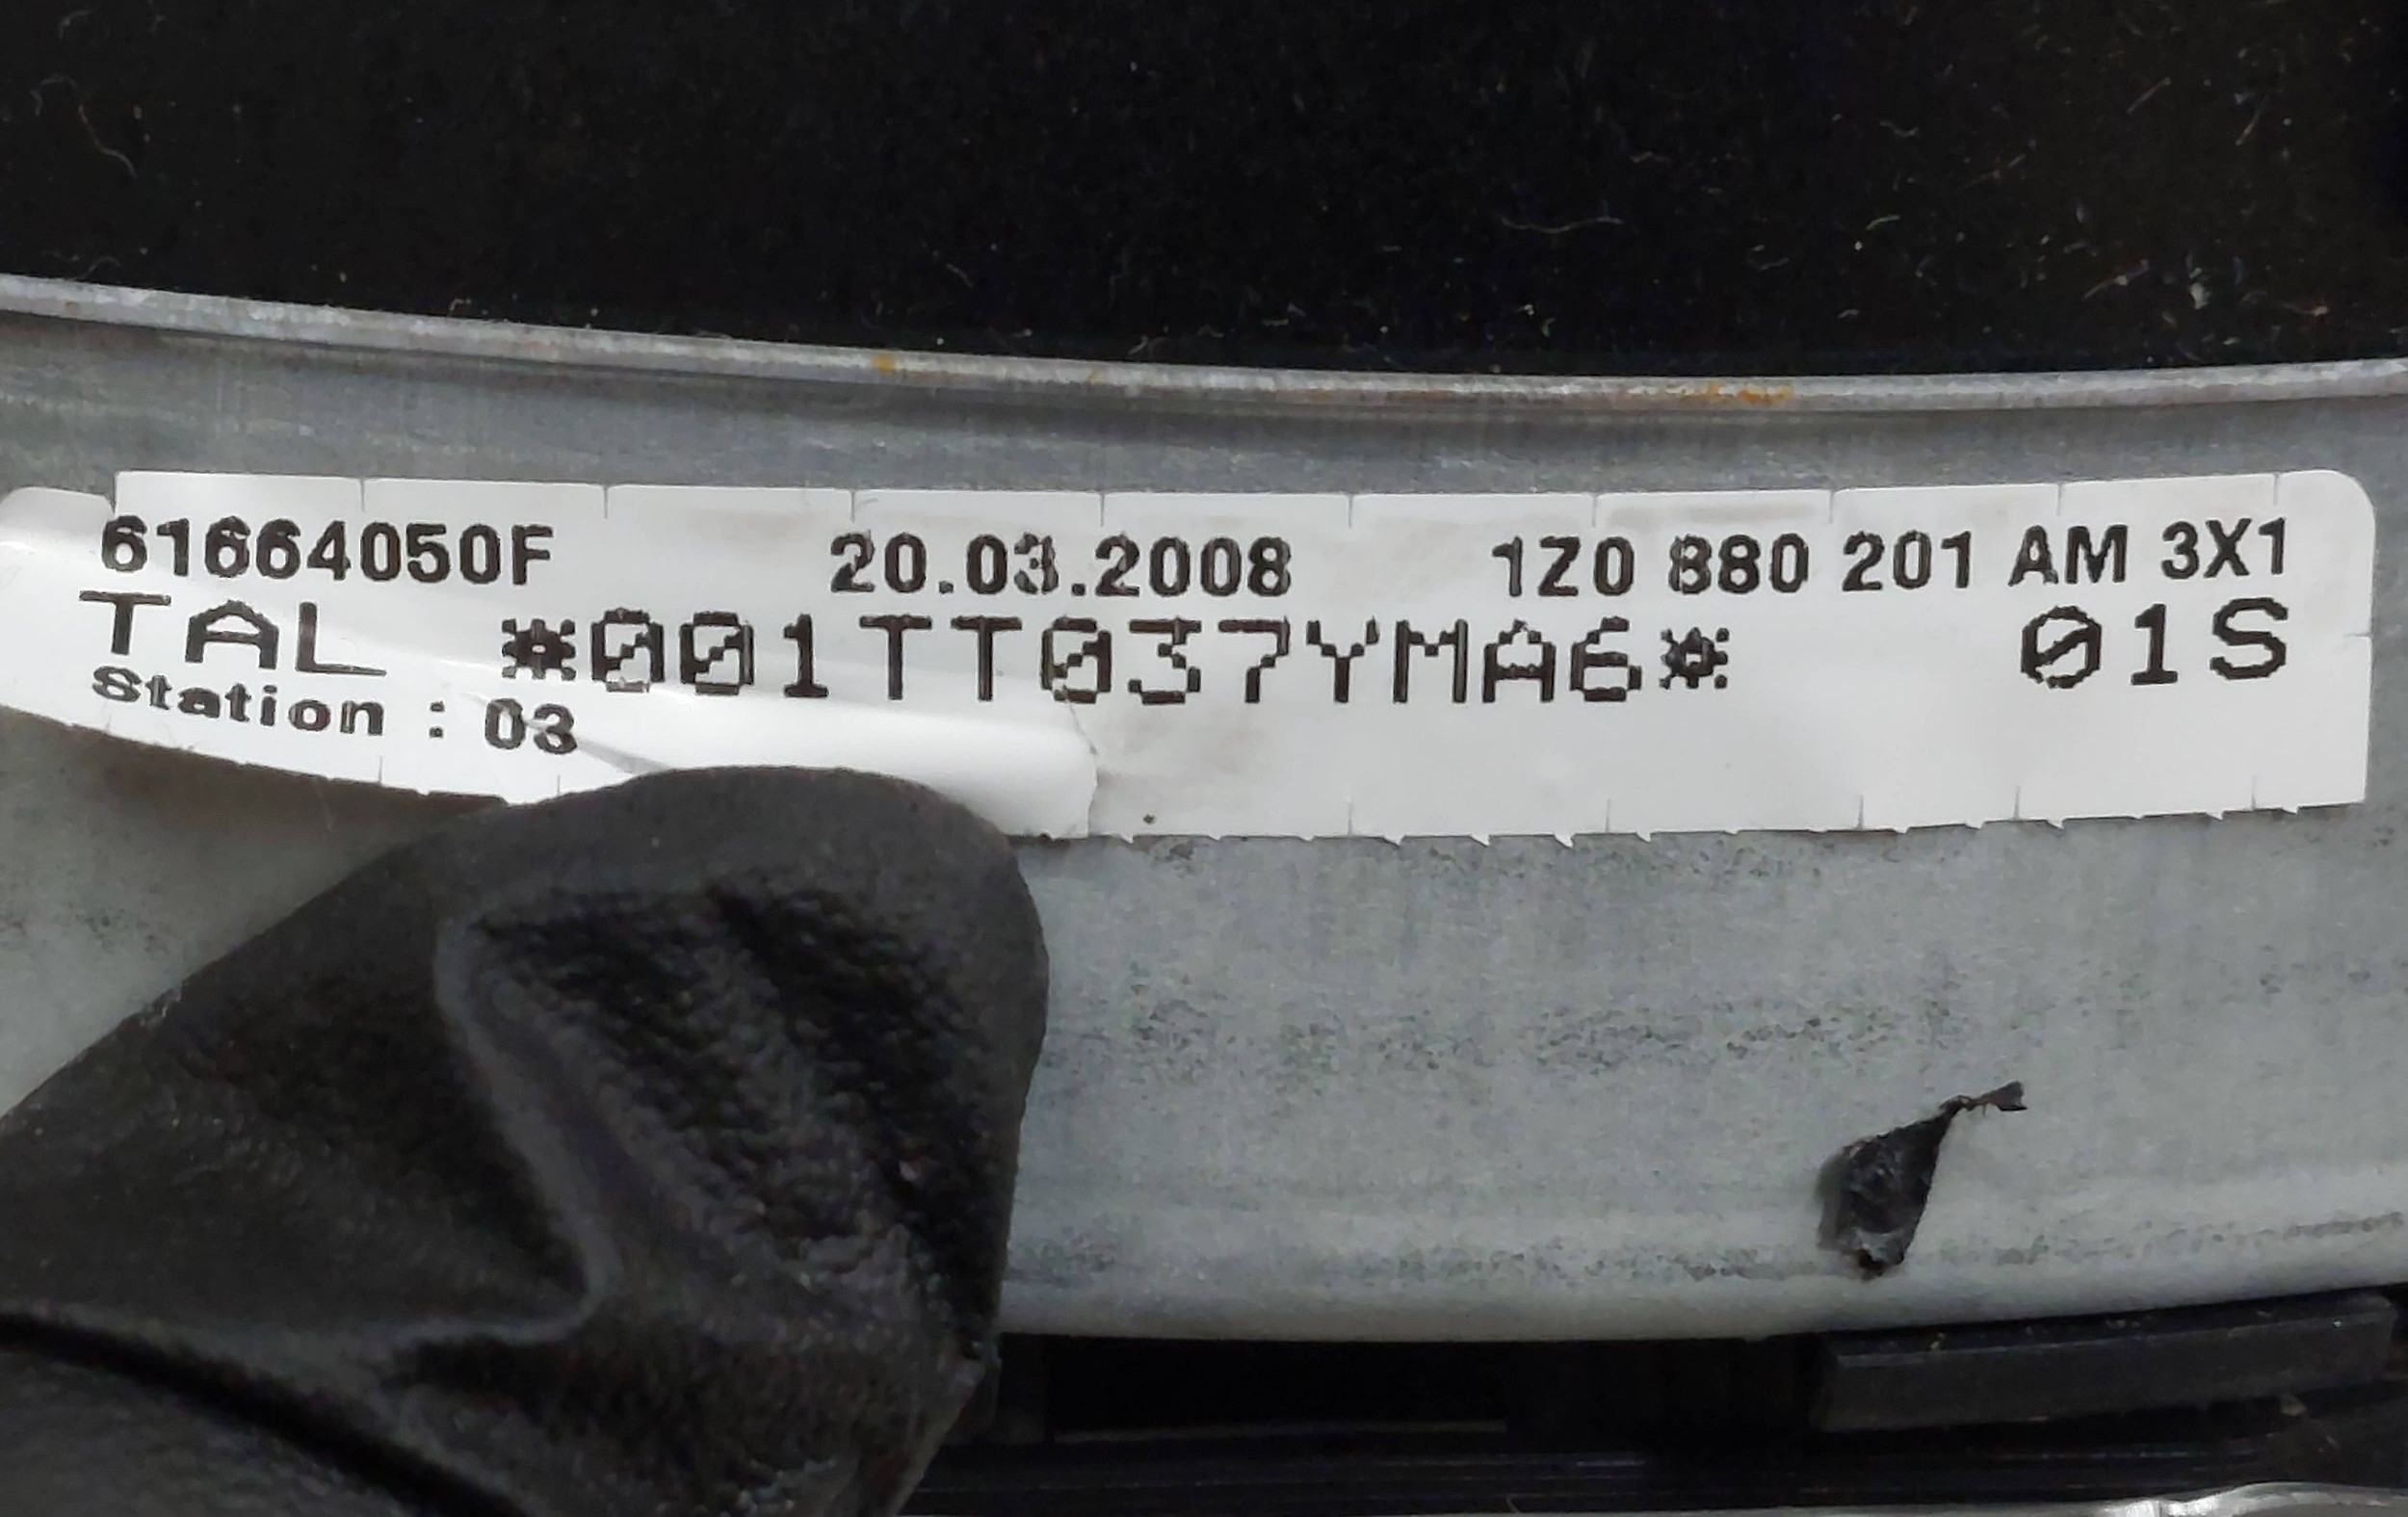 61664050F 20.03.2008 1Z0 880 201 AM 3X1
TAL *001TT037YMA6* 01S
Station : 03